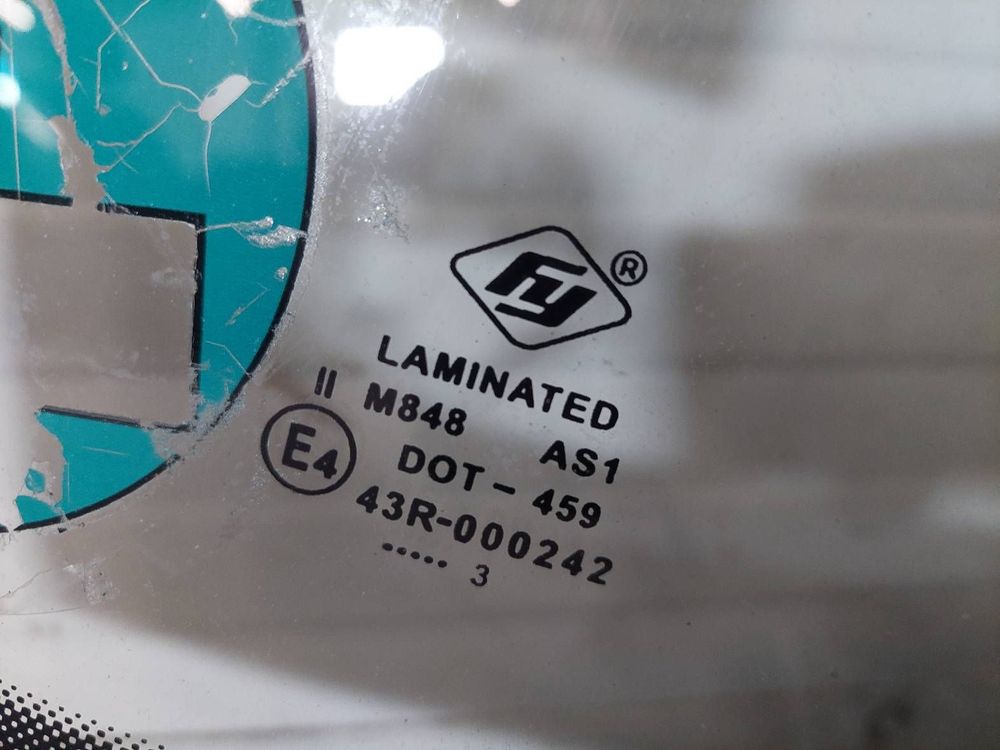 FY ®
LAMINATED
II M848 AS1
E4 DOT - 459
43R-000242
••••• 3